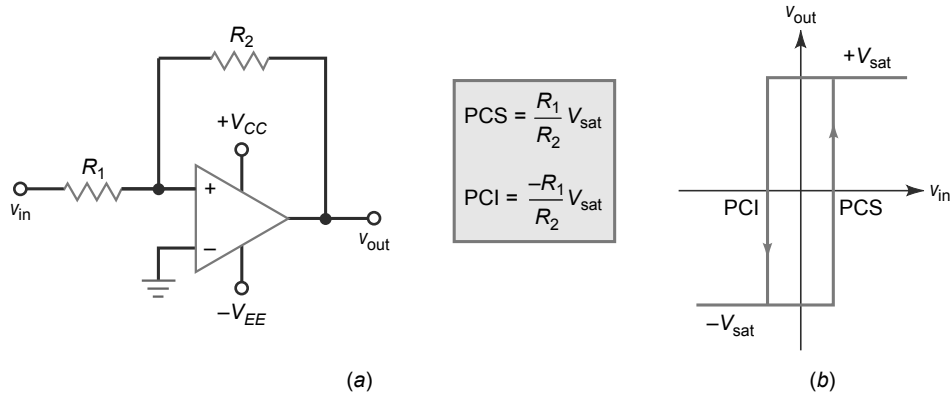 R2
+VCC
R1
+
vin
−
vout
−VEE
(a)
PCS = R1/R2 Vsat
PCI = −R1/R2 Vsat
vout
+Vsat
vin
PCI
PCS
−Vsat
(b)